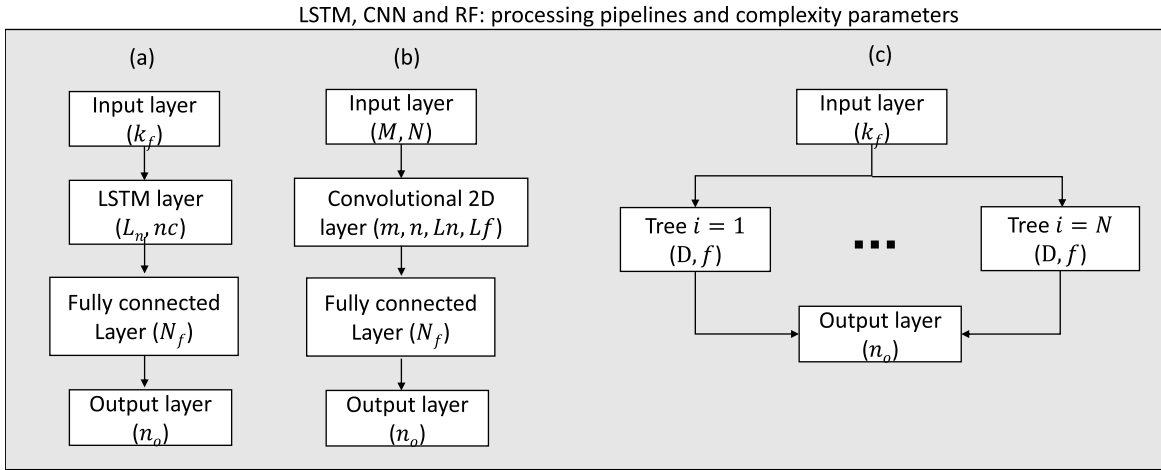 LSTM, CNN and RF: processing pipelines and complexity parameters
(a)
Input layer
(k_f)
LSTM layer
(L_n, nc)
Fully connected
Layer (N_f)
Output layer
(n_o)
(b)
Input layer
(M, N)
Convolutional 2D
layer (m, n, Ln, Lf)
Fully connected
Layer (N_f)
Output layer
(n_o)
(c)
Input layer
(k_f)
Tree i = 1
(D, f)
Tree i = N
(D, f)
Output layer
(n_o)